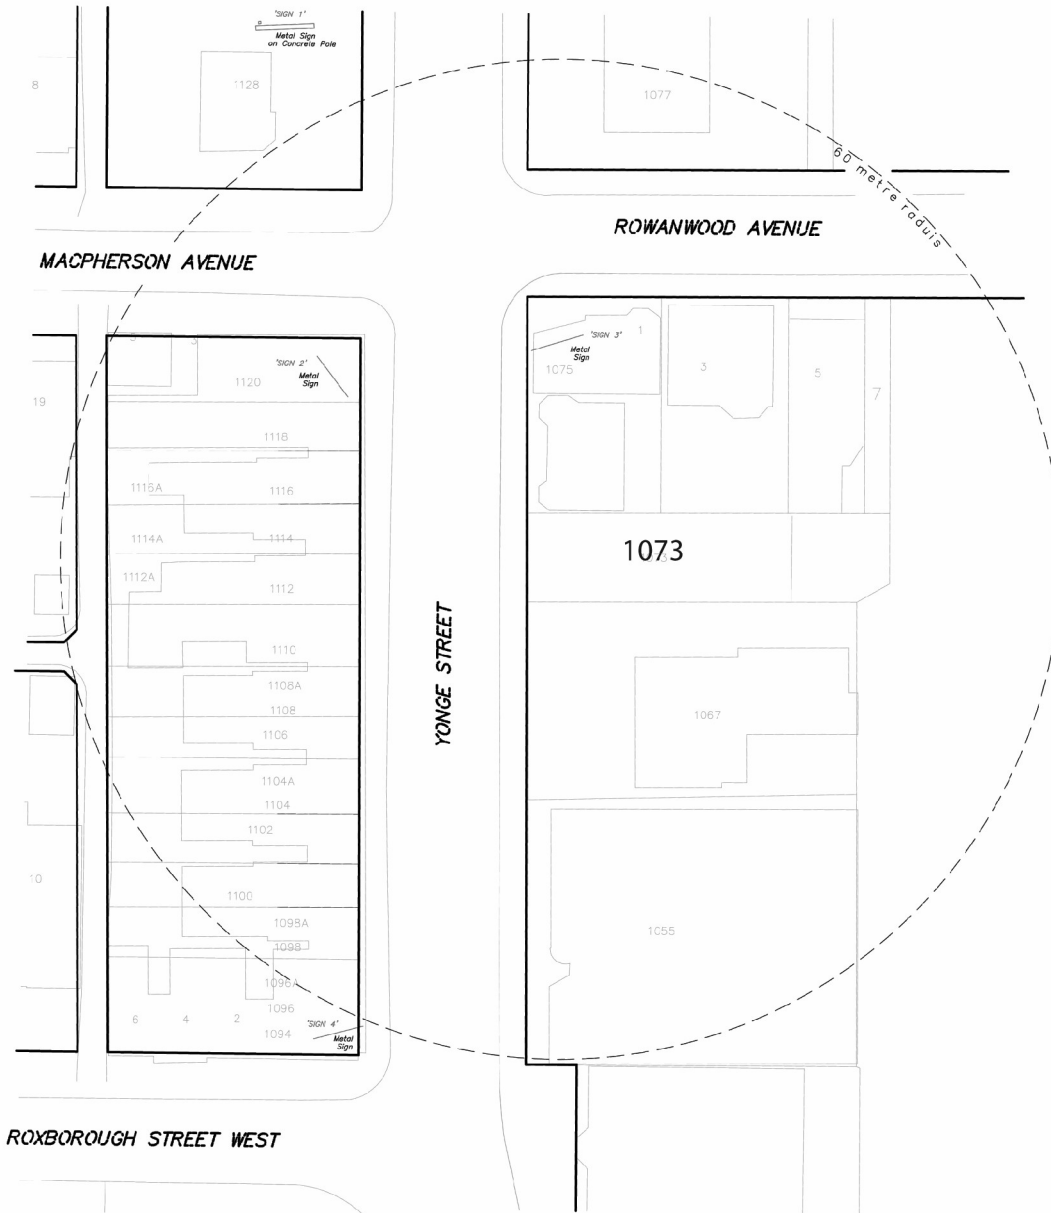 "SIGN 1"
Metal Sign
on Concrete Pole
8
1128
1077
60 metre raduis
ROWANWOOD AVENUE
MACPHERSON AVENUE
"SIGN 3"
Metal
Sign
1
1075
3
5
7
3
"SIGN 2"
Metal
Sign
1120
19
1118
1116A
1116
1114A
1114
1112A
1112
1073
1110
1108A
1108
1106
YONGE STREET
1067
1104A
1104
1102
10
1100
1098A
1098
1055
1096A
1096
6
4
2
"SIGN 4"
1094
Metal
Sign
ROXBOROUGH STREET WEST